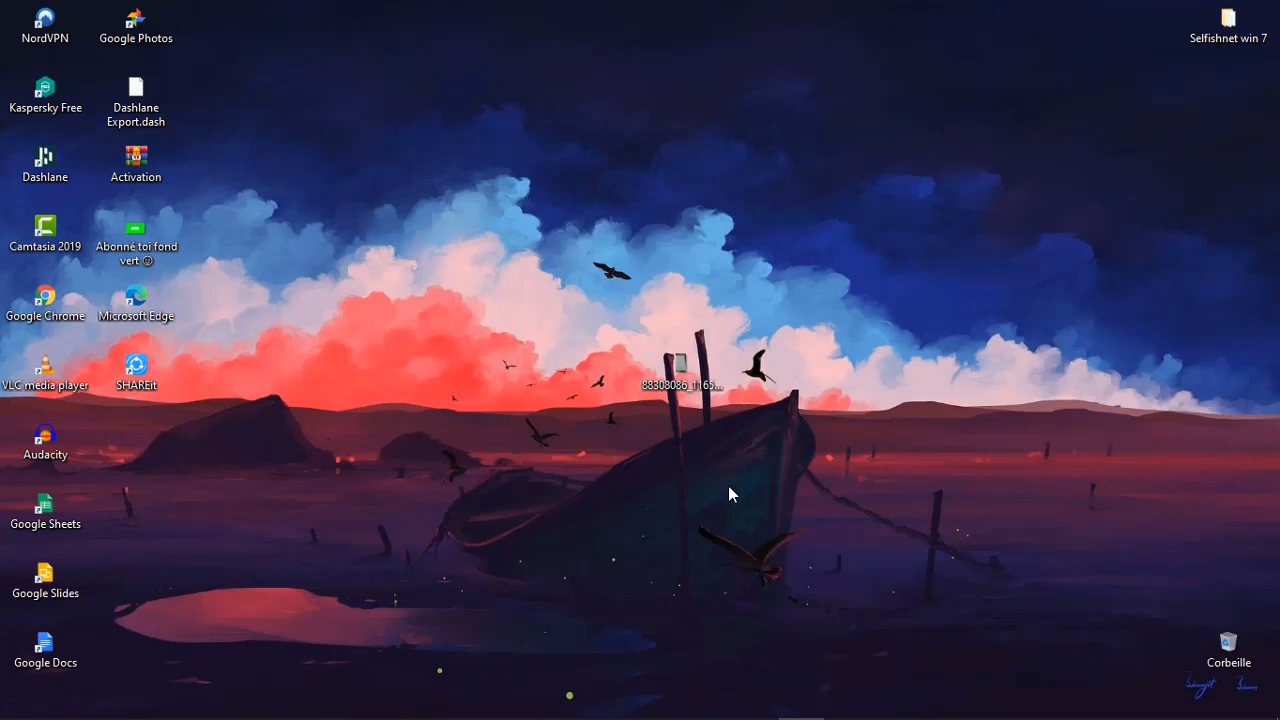 NordVPN
Google Photos
Selfishnet win 7
Kaspersky Free
Dashlane
Export.dash
Dashlane
Activation
Camtasia 2019
Abonné toi fond
vert 😉
Google Chrome
Microsoft Edge
VLC media player
SHAREit
88308086_1165...
Audacity
Google Sheets
Google Slides
Google Docs
Corbeille